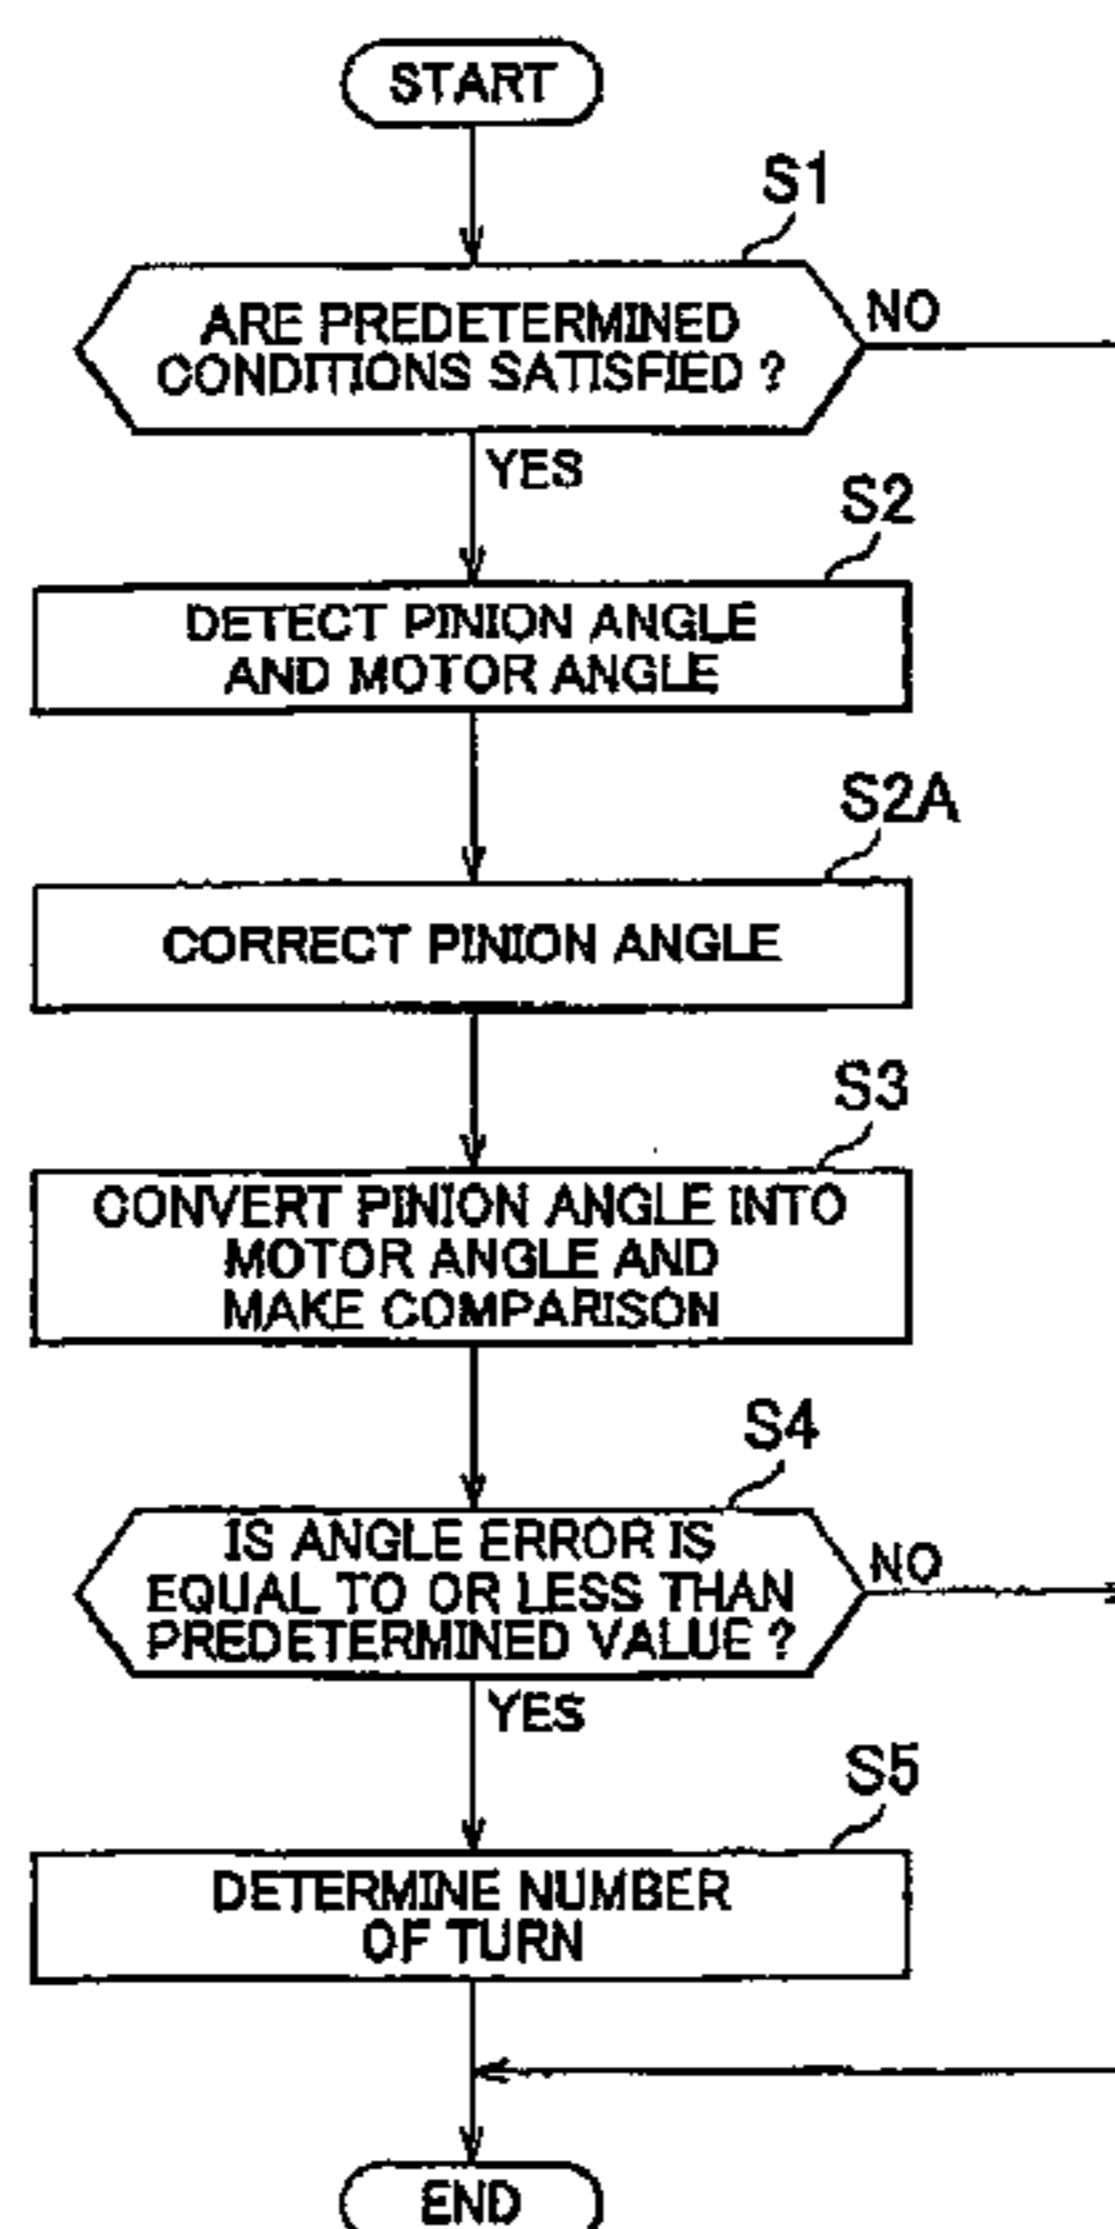 START
S1
ARE PREDETERMINED
CONDITIONS SATISFIED ?
NO
YES
S2
DETECT PINION ANGLE
AND MOTOR ANGLE
S2A
CORRECT PINION ANGLE
S3
CONVERT PINION ANGLE INTO
MOTOR ANGLE AND
MAKE COMPARISON
S4
IS ANGLE ERROR IS
EQUAL TO OR LESS THAN
PREDETERMINED VALUE ?
NO
YES
S5
DETERMINE NUMBER
OF TURN
END